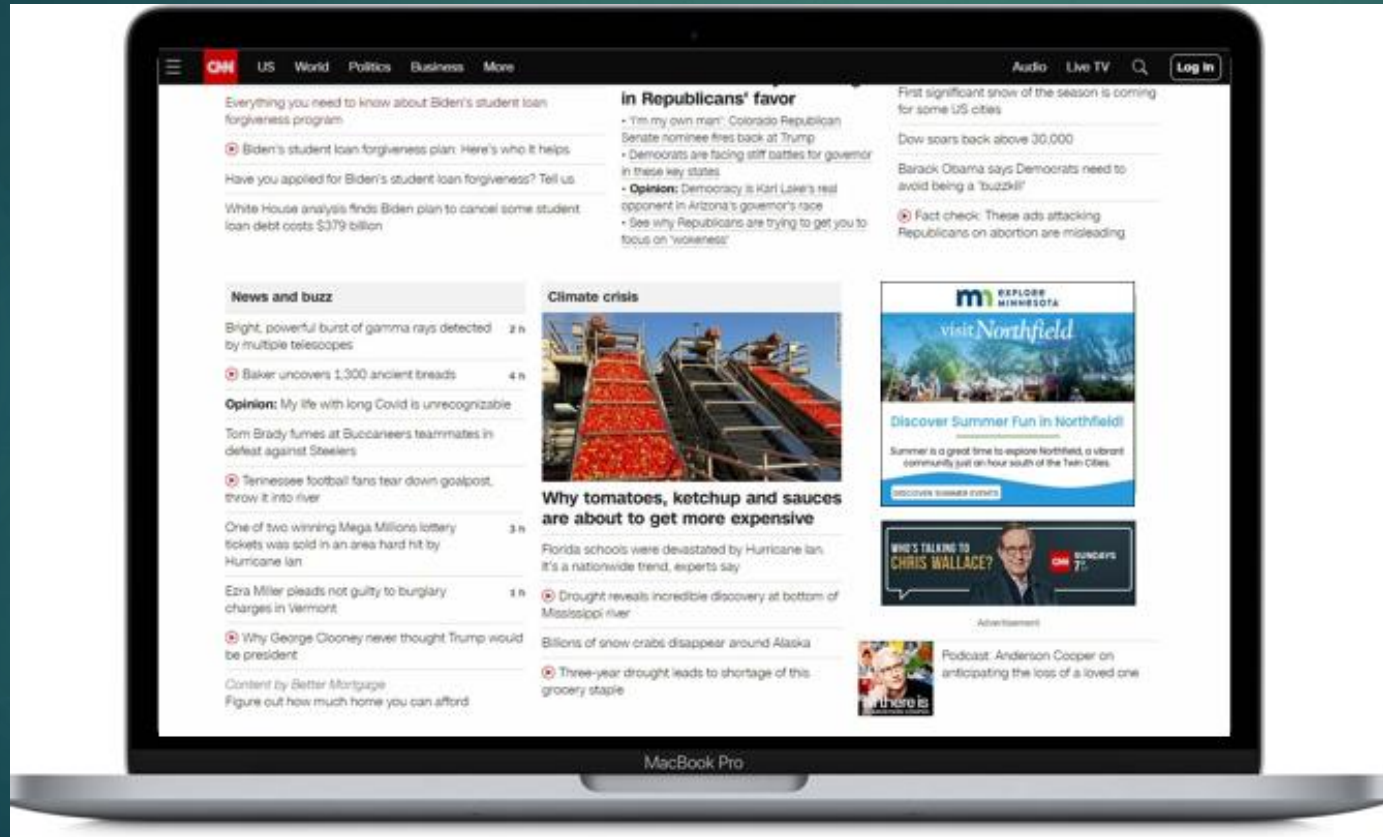 CNN US World Politics Business More Audio Live TV Log In
Everything you need to know about Biden's student loan
forgiveness program
Biden's student loan forgiveness plan: Here's who it helps
Have you applied for Biden's student loan forgiveness? Tell us
White House analysis finds Biden plan to cancel some student
loan debt costs $379 billion
in Republicans' favor
• 'I'm my own man': Colorado Republican
Senate nominee fires back at Trump
• Democrats are facing stiff battles for governor
in these key states
• Opinion: Democracy is Kari Lake's real
opponent in Arizona's governor's race
• See why Republicans are trying to get you to
focus on 'wokeness'
First significant snow of the season is coming
for some US cities
Dow soars back above 30,000
Barack Obama says Democrats need to
avoid being a 'buzzkill'
Fact check: These ads attacking
Republicans on abortion are misleading
News and buzz
Bright, powerful burst of gamma rays detected 2 h
by multiple telescopes
Baker uncovers 1,300 ancient breads 4 h
Opinion: My life with long Covid is unrecognizable
Tom Brady fumes at Buccaneers teammates in
defeat against Steelers
Tennessee football fans tear down goalpost,
throw it into river
One of two winning Mega Millions lottery 3 h
tickets was sold in an area hard hit by
Hurricane Ian
Ezra Miller pleads not guilty to burglary 1 h
charges in Vermont
Why George Clooney never thought Trump would
be president
Content by Better Mortgage
Figure out how much home you can afford
Climate crisis
Why tomatoes, ketchup and sauces
are about to get more expensive
Florida schools were devastated by Hurricane Ian.
It's a nationwide trend, experts say
Drought reveals incredible discovery at bottom of
Mississippi river
Billions of snow crabs disappear around Alaska
Three-year drought leads to shortage of this
grocery staple
mn EXPLORE
MINNESOTA
visit Northfield
Discover Summer Fun in Northfield!
Summer is a great time to explore Northfield, a vibrant
community just an hour south of the Twin Cities.
DISCOVER SUMMER EVENTS
WHO'S TALKING TO
CHRIS WALLACE?
CNN SUNDAYS
7
Advertisement
Podcast: Anderson Cooper on
anticipating the loss of a loved one
there is
MacBook Pro